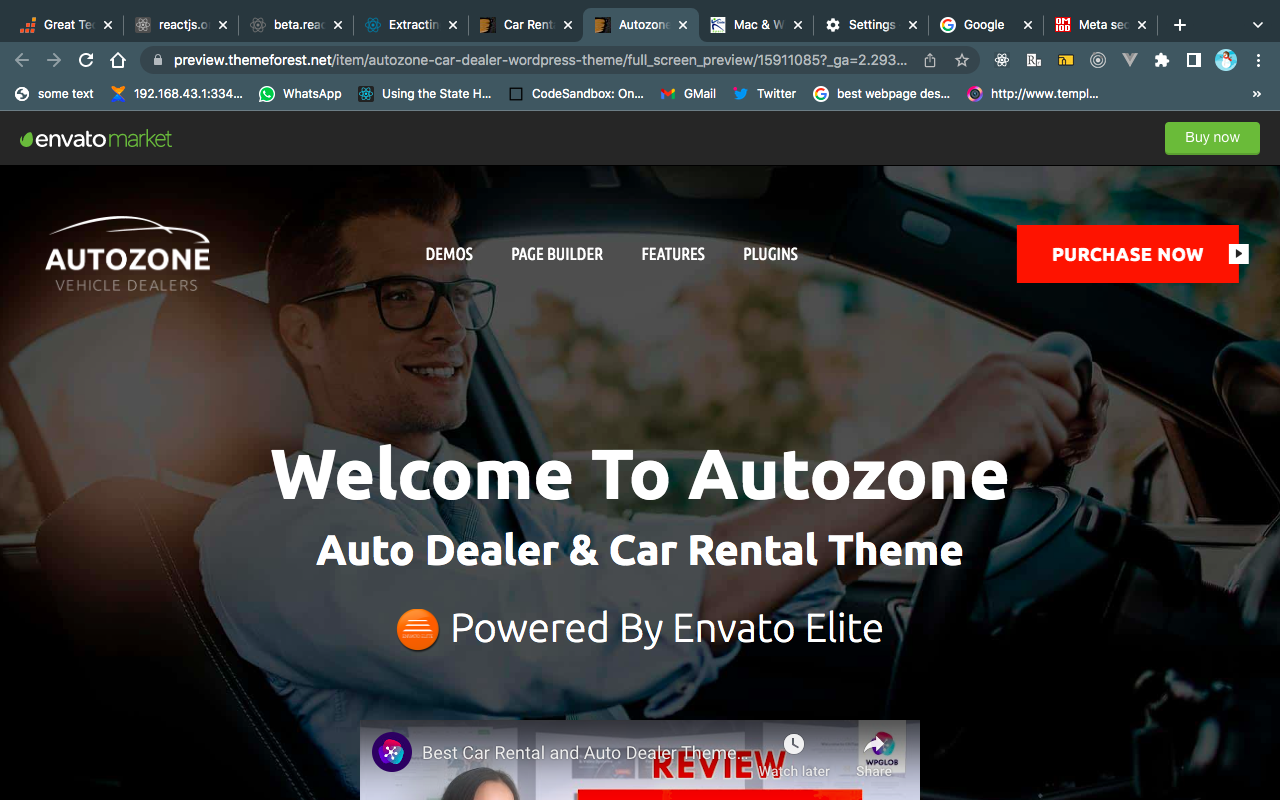 Great Te
reactjs.o
beta.reac
Extractin
Car Rent
Autozone
Mac & W
Settings
Google
Meta sec
preview.themeforest.net/item/autozone-car-dealer-wordpress-theme/full_screen_preview/15911085?_ga=2.293...
some text
192.168.43.1:334...
WhatsApp
Using the State H...
CodeSandbox: On...
GMail
Twitter
best webpage des...
http://www.templ...
»
envato market
Buy now
AUTOZONE
VEHICLE DEALERS
DEMOS
PAGE BUILDER
FEATURES
PLUGINS
PURCHASE NOW
Welcome To Autozone
Auto Dealer & Car Rental Theme
Powered By Envato Elite
Best Car Rental and Auto Dealer Theme...
REVIEW
Watch later
Share
WPGLOB